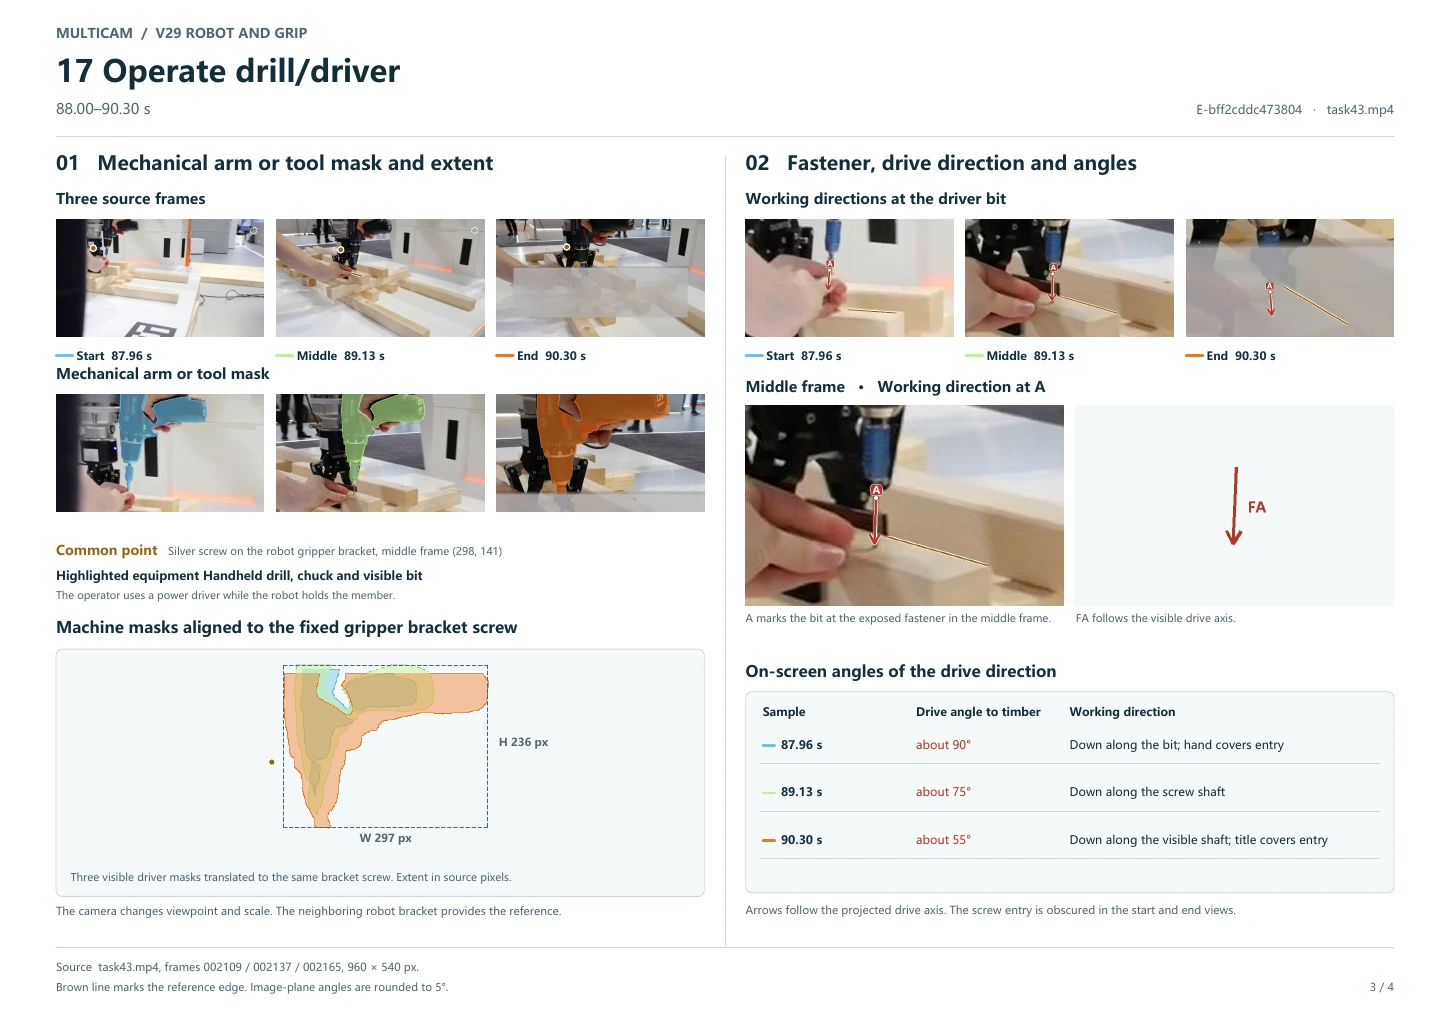 MULTICAM / V29 ROBOT AND GRIP
17 Operate drill/driver
88.00–90.30 s
E-bff2cddc473804 · task43.mp4
01 Mechanical arm or tool mask and extent
Three source frames
Start 87.96 s
Middle 89.13 s
End 90.30 s
Mechanical arm or tool mask
Common point Silver screw on the robot gripper bracket, middle frame (298, 141)
Highlighted equipment Handheld drill, chuck and visible bit
The operator uses a power driver while the robot holds the member.
Machine masks aligned to the fixed gripper bracket screw
H 236 px
W 297 px
Three visible driver masks translated to the same bracket screw. Extent in source pixels.
The camera changes viewpoint and scale. The neighboring robot bracket provides the reference.
02 Fastener, drive direction and angles
Working directions at the driver bit
A
A
A
Start 87.96 s
Middle 89.13 s
End 90.30 s
Middle frame • Working direction at A
A
FA
A marks the bit at the exposed fastener in the middle frame.
FA follows the visible drive axis.
On-screen angles of the drive direction
Sample Drive angle to timber Working direction
87.96 s about 90° Down along the bit; hand covers entry
89.13 s about 75° Down along the screw shaft
90.30 s about 55° Down along the visible shaft; title covers entry
Arrows follow the projected drive axis. The screw entry is obscured in the start and end views.
Source task43.mp4, frames 002109 / 002137 / 002165, 960 × 540 px.
Brown line marks the reference edge. Image-plane angles are rounded to 5°.
3 / 4